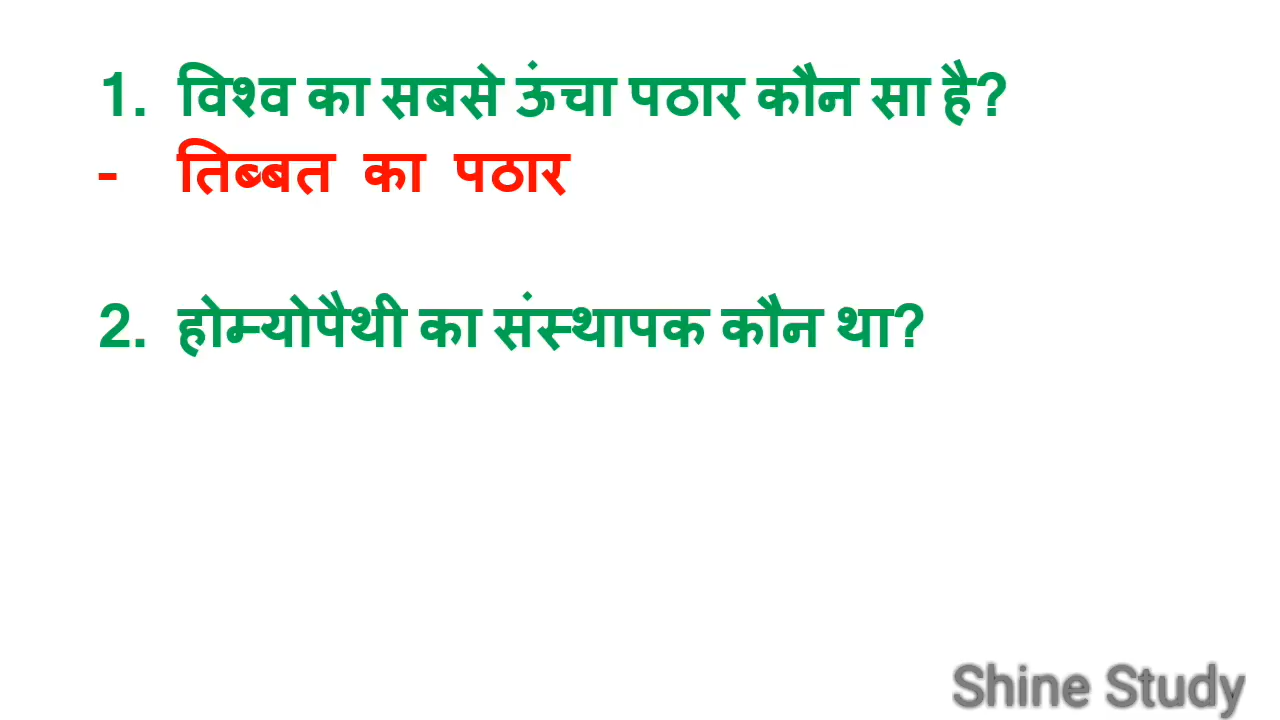 1. विश्व का सबसे ऊंचा पठार कौन सा है?
- तिब्बत का पठार
2. होम्योपैथी का संस्थापक कौन था?
Shine Study